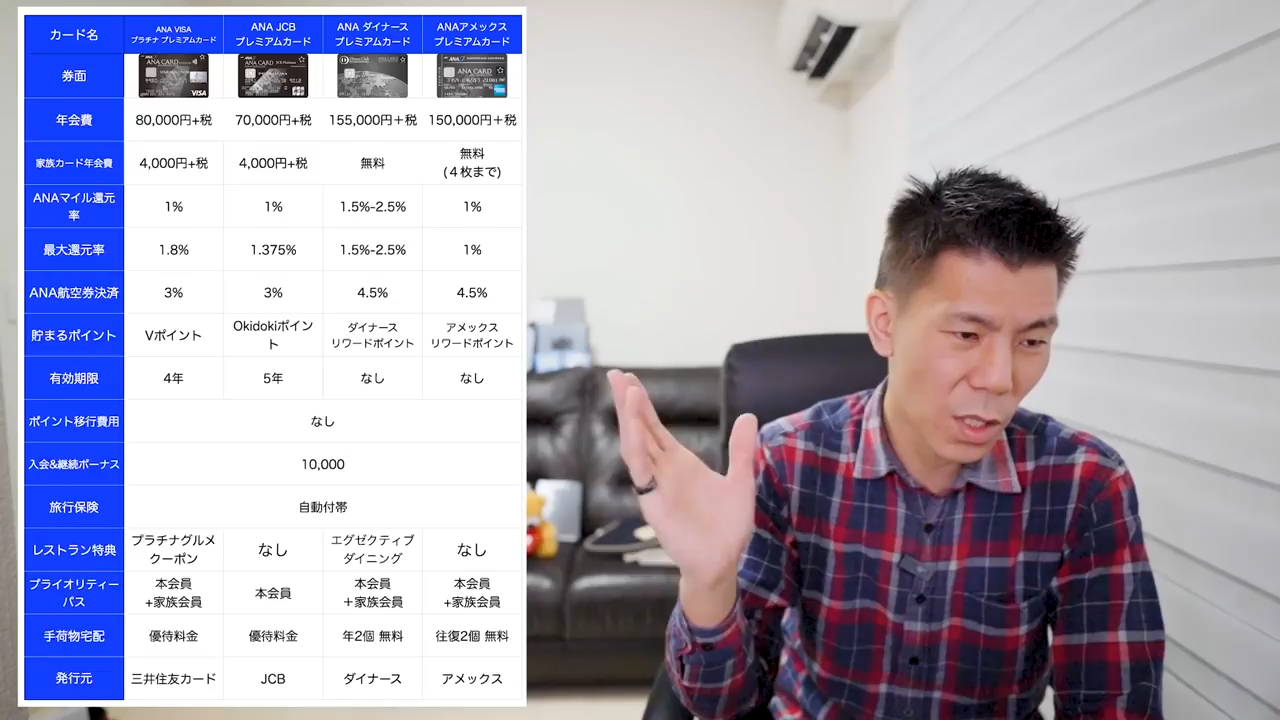 カード名
ANA VISA
プラチナ プレミアムカード
ANA JCB
プレミアムカード
ANA ダイナース
プレミアムカード
ANAアメックス
プレミアムカード
券面
ANA CARD
VISA
ANA CARD
JCB
ANA CARD
年会費
80,000円+税
70,000円+税
155,000円＋税
150,000円＋税
家族カード年会費
4,000円+税
4,000円+税
無料
無料
(４枚まで)
ANAマイル還元
率
1%
1%
1.5%-2.5%
1%
最大還元率
1.8%
1.375%
1.5%-2.5%
1%
ANA航空券決済
3%
3%
4.5%
4.5%
貯まるポイント
Vポイント
Okidokiポイン
ト
ダイナース
リワードポイント
アメックス
リワードポイント
有効期限
4年
5年
なし
なし
ポイント移行費用
なし
入会&継続ボーナス
10,000
旅行保険
自動付帯
レストラン特典
プラチナグルメ
クーポン
なし
エグゼクティブ
ダイニング
なし
プライオリティー
パス
本会員
+家族会員
本会員
本会員
＋家族会員
本会員
+家族会員
手荷物宅配
優待料金
優待料金
年2個 無料
往復2個 無料
発行元
三井住友カード
JCB
ダイナース
アメックス